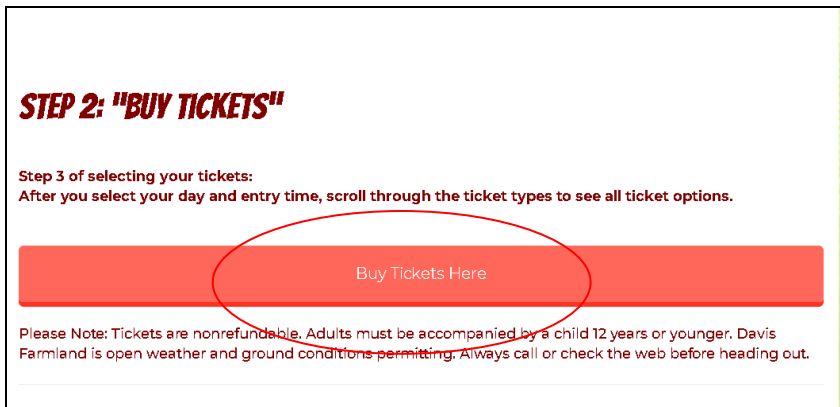 STEP 2: "BUY TICKETS"
Step 3 of selecting your tickets:
After you select your day and entry time, scroll through the ticket types to see all ticket options.
Buy Tickets Here
Please Note: Tickets are nonrefundable. Adults must be accompanied by a child 12 years or younger. Davis
Farmland is open weather and ground conditions permitting. Always call or check the web before heading out.